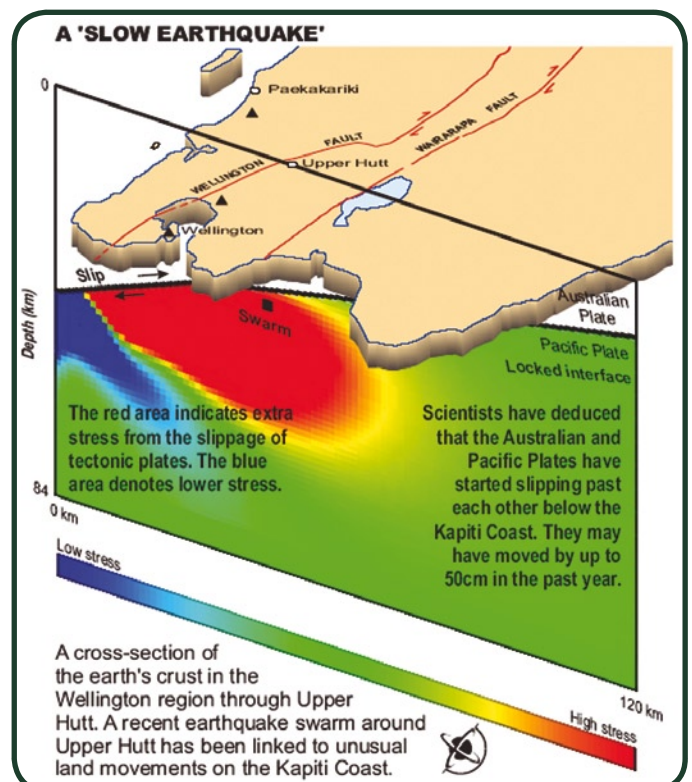 A 'SLOW EARTHQUAKE'
0
Paekakariki
WELLINGTON FAULT
WAIRARAPA FAULT
Upper Hutt
Wellington
Slip
Depth (km)
Swarm
Australian
Plate
Pacific Plate
Locked interface
The red area indicates extra
stress from the slippage of
tectonic plates. The blue
area denotes lower stress.
Scientists have deduced
that the Australian and
Pacific Plates have
started slipping past
each other below the
Kapiti Coast. They may
have moved by up to
50cm in the past year.
84
0 km
Low stress
120 km
High stress
A cross-section of
the earth's crust in the
Wellington region through Upper
Hutt. A recent earthquake swarm around
Upper Hutt has been linked to unusual
land movements on the Kapiti Coast.